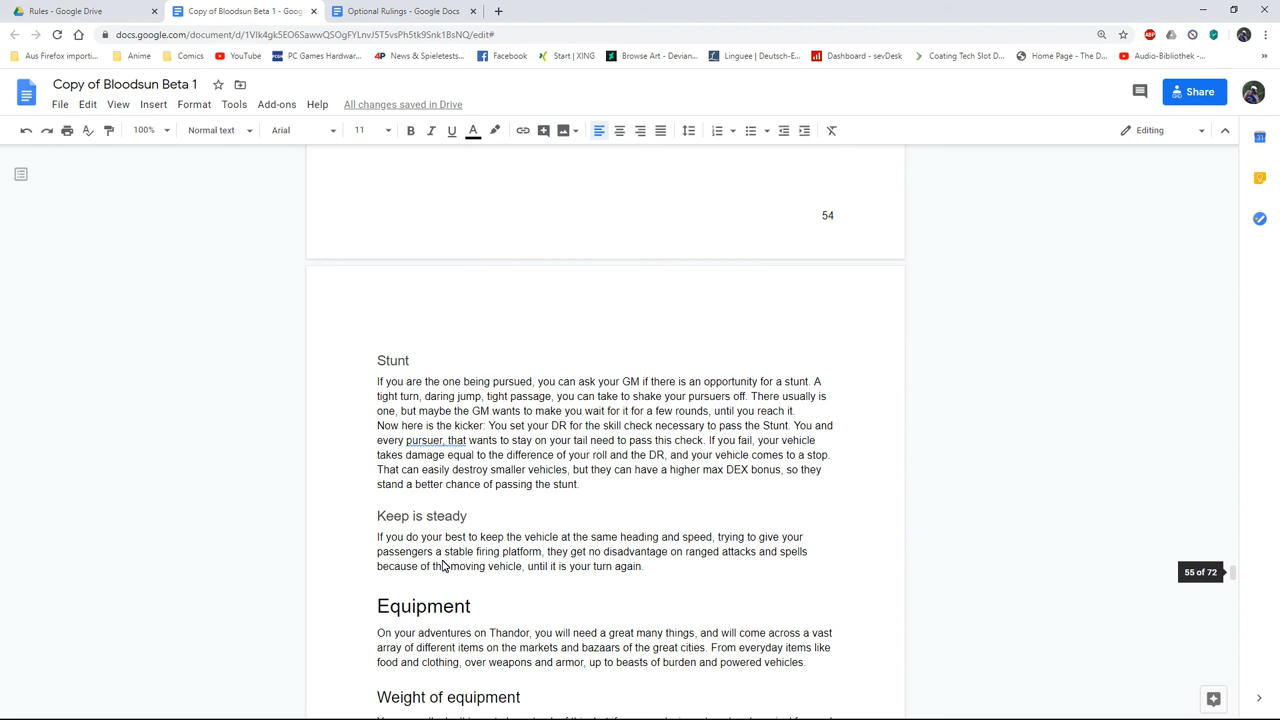 Rules - Google Drive
Copy of Bloodsun Beta 1 - Goog
Optional Rulings - Google Docs
docs.google.com/document/d/1VIk4gk5EO6SawwQSOgFYLnvJ5T5vsPh5tk9Snk1BsNQ/edit#
Aus Firefox importi...
Anime
Comics
YouTube
PC Games Hardwar...
4P
News & Spieletests...
Facebook
Start | XING
Browse Art - Devian...
Linguee | Deutsch-E...
Dashboard - sevDesk
Coating Tech Slot D...
Home Page - The D...
Audio-Bibliothek -...
»
Copy of Bloodsun Beta 1
File Edit View Insert Format Tools Add-ons Help All changes saved in Drive
Share
100% Normal text Arial 11 B I U A
Editing
54
Stunt
If you are the one being pursued, you can ask your GM if there is an opportunity for a stunt. A
tight turn, daring jump, tight passage, you can take to shake your pursuers off. There usually is
one, but maybe the GM wants to make you wait for it for a few rounds, until you reach it.
Now here is the kicker: You set your DR for the skill check necessary to pass the Stunt. You and
every pursuer, that wants to stay on your tail need to pass this check. If you fail, your vehicle
takes damage equal to the difference of your roll and the DR, and your vehicle comes to a stop.
That can easily destroy smaller vehicles, but they can have a higher max DEX bonus, so they
stand a better chance of passing the stunt.
Keep is steady
If you do your best to keep the vehicle at the same heading and speed, trying to give your
passengers a stable firing platform, they get no disadvantage on ranged attacks and spells
because of the moving vehicle, until it is your turn again.
55 of 72
Equipment
On your adventures on Thandor, you will need a great many things, and will come across a vast
array of different items on the markets and bazaars of the great cities. From everyday items like
food and clothing, over weapons and armor, up to beasts of burden and powered vehicles.
Weight of equipment